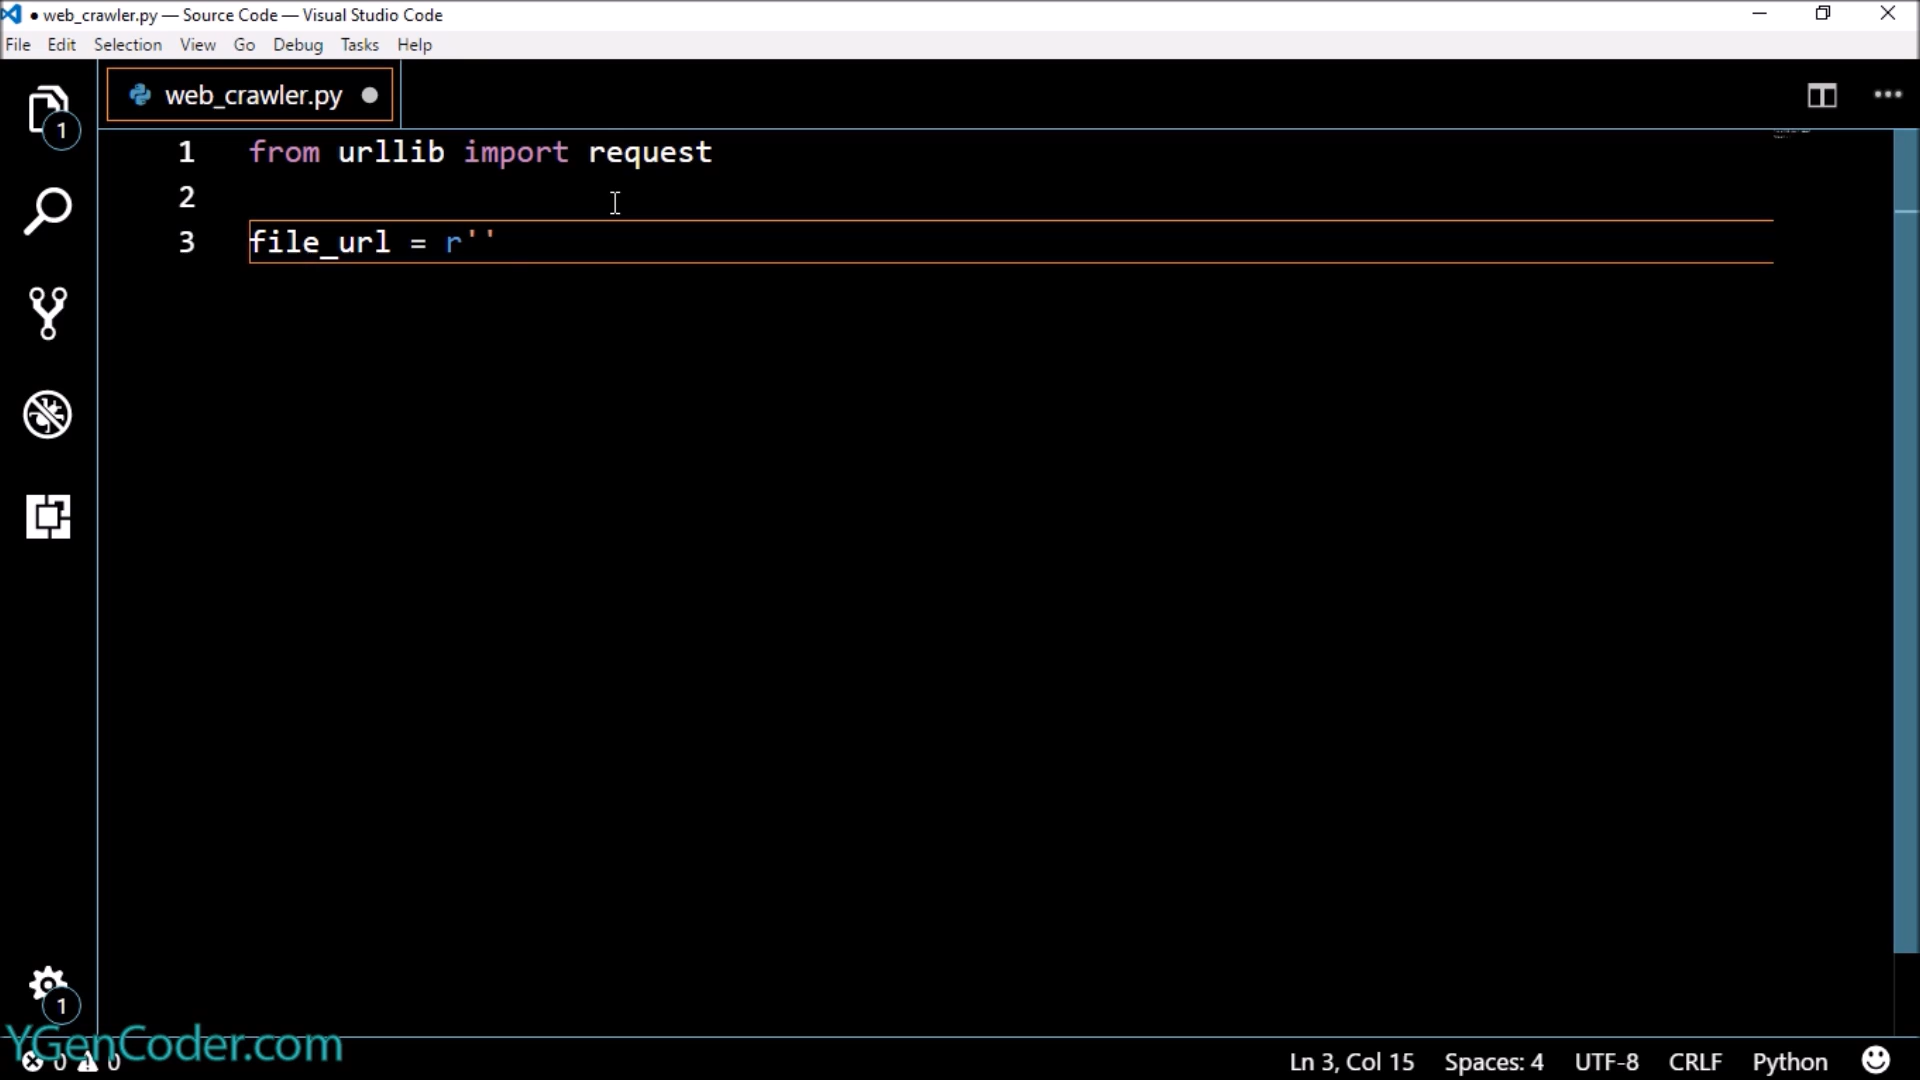 ● web_crawler.py — Source Code — Visual Studio Code
File Edit Selection View Go Debug Tasks Help
web_crawler.py ●
1 from urllib import request
2
3 file_url = r''
1
1
YGenCoder.com
0 0 Ln 3, Col 15 Spaces: 4 UTF-8 CRLF Python